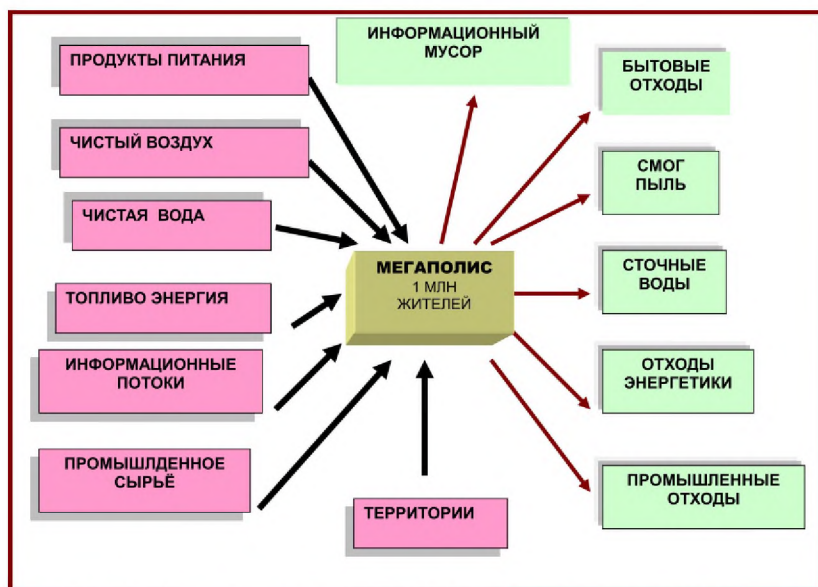 ИНФОРМАЦИОННЫЙ
МУСОР
ПРОДУКТЫ ПИТАНИЯ
БЫТОВЫЕ
ОТХОДЫ
ЧИСТЫЙ ВОЗДУХ
СМОГ
ПЫЛЬ
ЧИСТАЯ ВОДА
МЕГАПОЛИС
1 МЛН
ЖИТЕЛЕЙ
СТОЧНЫЕ
ВОДЫ
ТОПЛИВО ЭНЕРГИЯ
ИНФОРМАЦИОННЫЕ
ПОТОКИ
ОТХОДЫ
ЭНЕРГЕТИКИ
ПРОМЫШЛДЕННОЕ
СЫРЬЁ
ПРОМЫШЛЕННЫЕ
ОТХОДЫ
ТЕРРИТОРИИ